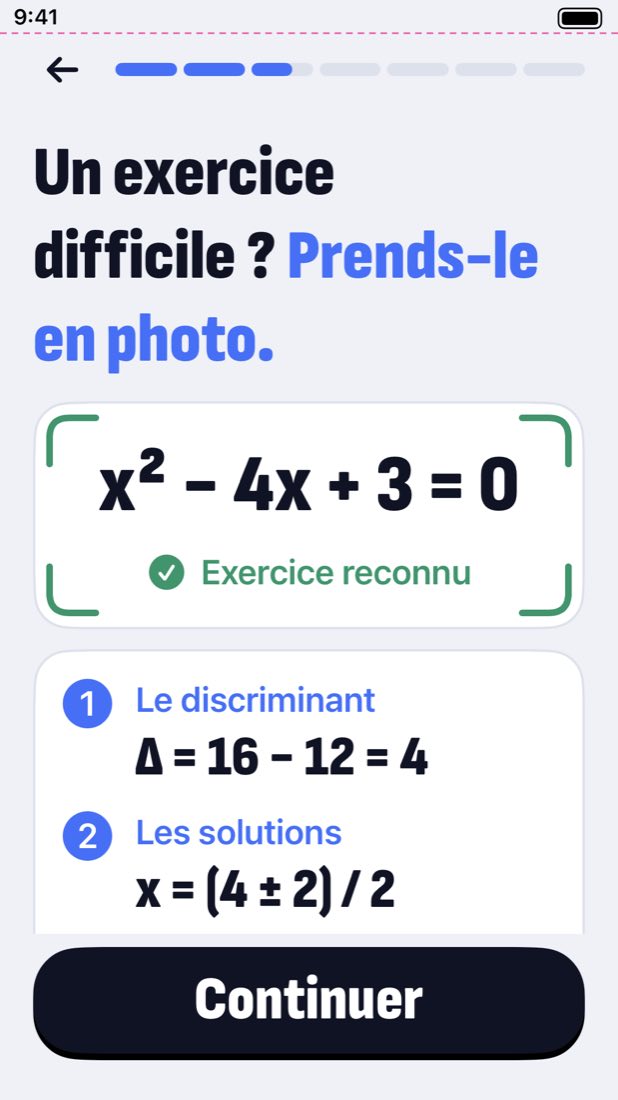 9:41
Un exercice
difficile ? Prends-le
en photo.
x² − 4x + 3 = 0
Exercice reconnu
1 Le discriminant
Δ = 16 − 12 = 4
2 Les solutions
x = (4 ± 2) / 2
Continuer